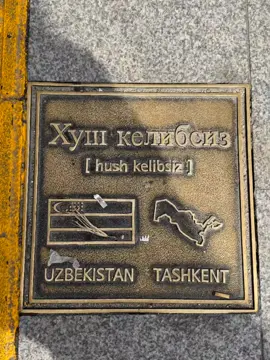 Хуш келибсиз
[ hush kelibsiz ]
UZBEKISTAN TASHKENT